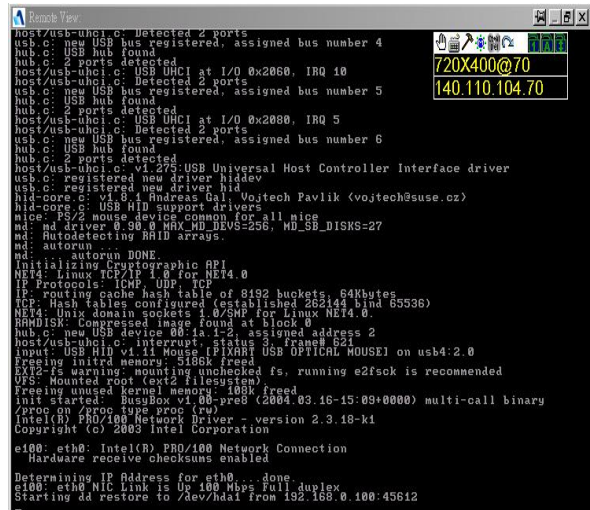 Remote View
host/usb-uhci.c: Detected 2 ports
usb.c: new USB bus registered, assigned bus number 4
hub.c: USB hub found
hub.c: 2 ports detected
host/usb-uhci.c: USB UHCI at I/O 0x2060, IRQ 10
host/usb-uhci.c: Detected 2 ports
usb.c: new USB bus registered, assigned bus number 5
hub.c: USB hub found
hub.c: 2 ports detected
host/usb-uhci.c: USB UHCI at I/O 0x2080, IRQ 5
host/usb-uhci.c: Detected 2 ports
usb.c: new USB bus registered, assigned bus number 6
hub.c: USB hub found
hub.c: 2 ports detected
host/usb-uhci.c: v1.275:USB Universal Host Controller Interface driver
usb.c: registered new driver hiddev
usb.c: registered new driver hid
hid-core.c: v1.8.1 Andreas Gal, Vojtech Pavlik <vojtech@suse.cz>
hid-core.c: USB HID support drivers
mice: PS/2 mouse device common for all mice
md: md driver 0.90.0 MAX_MD_DEVS=256, MD_SB_DISKS=27
md: Autodetecting RAID arrays.
md: autorun ...
md: ... autorun DONE.
Initializing Cryptographic API
NET4: Linux TCP/IP 1.0 for NET4.0
IP Protocols: ICMP, UDP, TCP
IP: routing cache hash table of 8192 buckets, 64Kbytes
TCP: Hash tables configured (established 262144 bind 65536)
NET4: Unix domain sockets 1.0/SMP for Linux NET4.0.
RAMDISK: Compressed image found at block 0
hub.c: new USB device 00:1a.1-2, assigned address 2
host/usb-uhci.c: interrupt, status 3, frame# 621
input: USB HID v1.11 Mouse [PIXART USB OPTICAL MOUSE] on usb4:2.0
Freeing initrd memory: 5186k freed
EXT2-fs warning: mounting unchecked fs, running e2fsck is recommended
VFS: Mounted root (ext2 filesystem).
Freeing unused kernel memory: 108k freed
init started:  BusyBox v1.00-pre8 (2004.03.16-15:09+0000) multi-call binary
/proc on /proc type proc (rw)
Intel(R) PRO/100 Network Driver - version 2.3.18-k1
Copyright (c) 2003 Intel Corporation
e100: eth0: Intel(R) PRO/100 Network Connection
Hardware receive checksums enabled
Determining IP Address for eth0....done.
e100: eth0 NIC Link is Up 100 Mbps Full duplex
Starting dd restore to /dev/hda1 from 192.168.0.100:45612
1 A
720X400@70
140.110.104.70